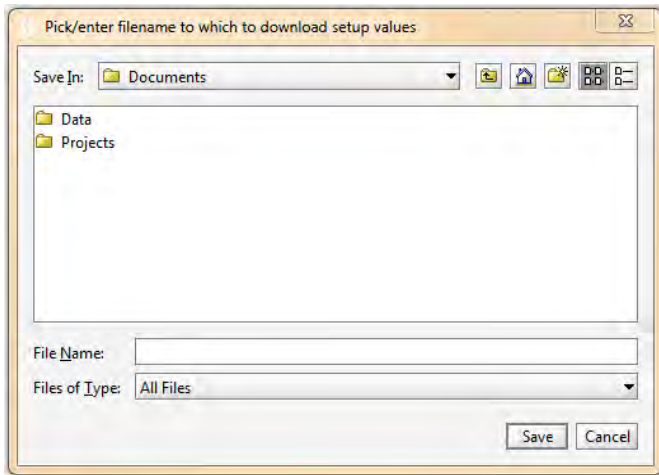 Pick/enter filename to which to download setup values
Save In: Documents
Data
Projects
File Name:
Files of Type: All Files
Save Cancel